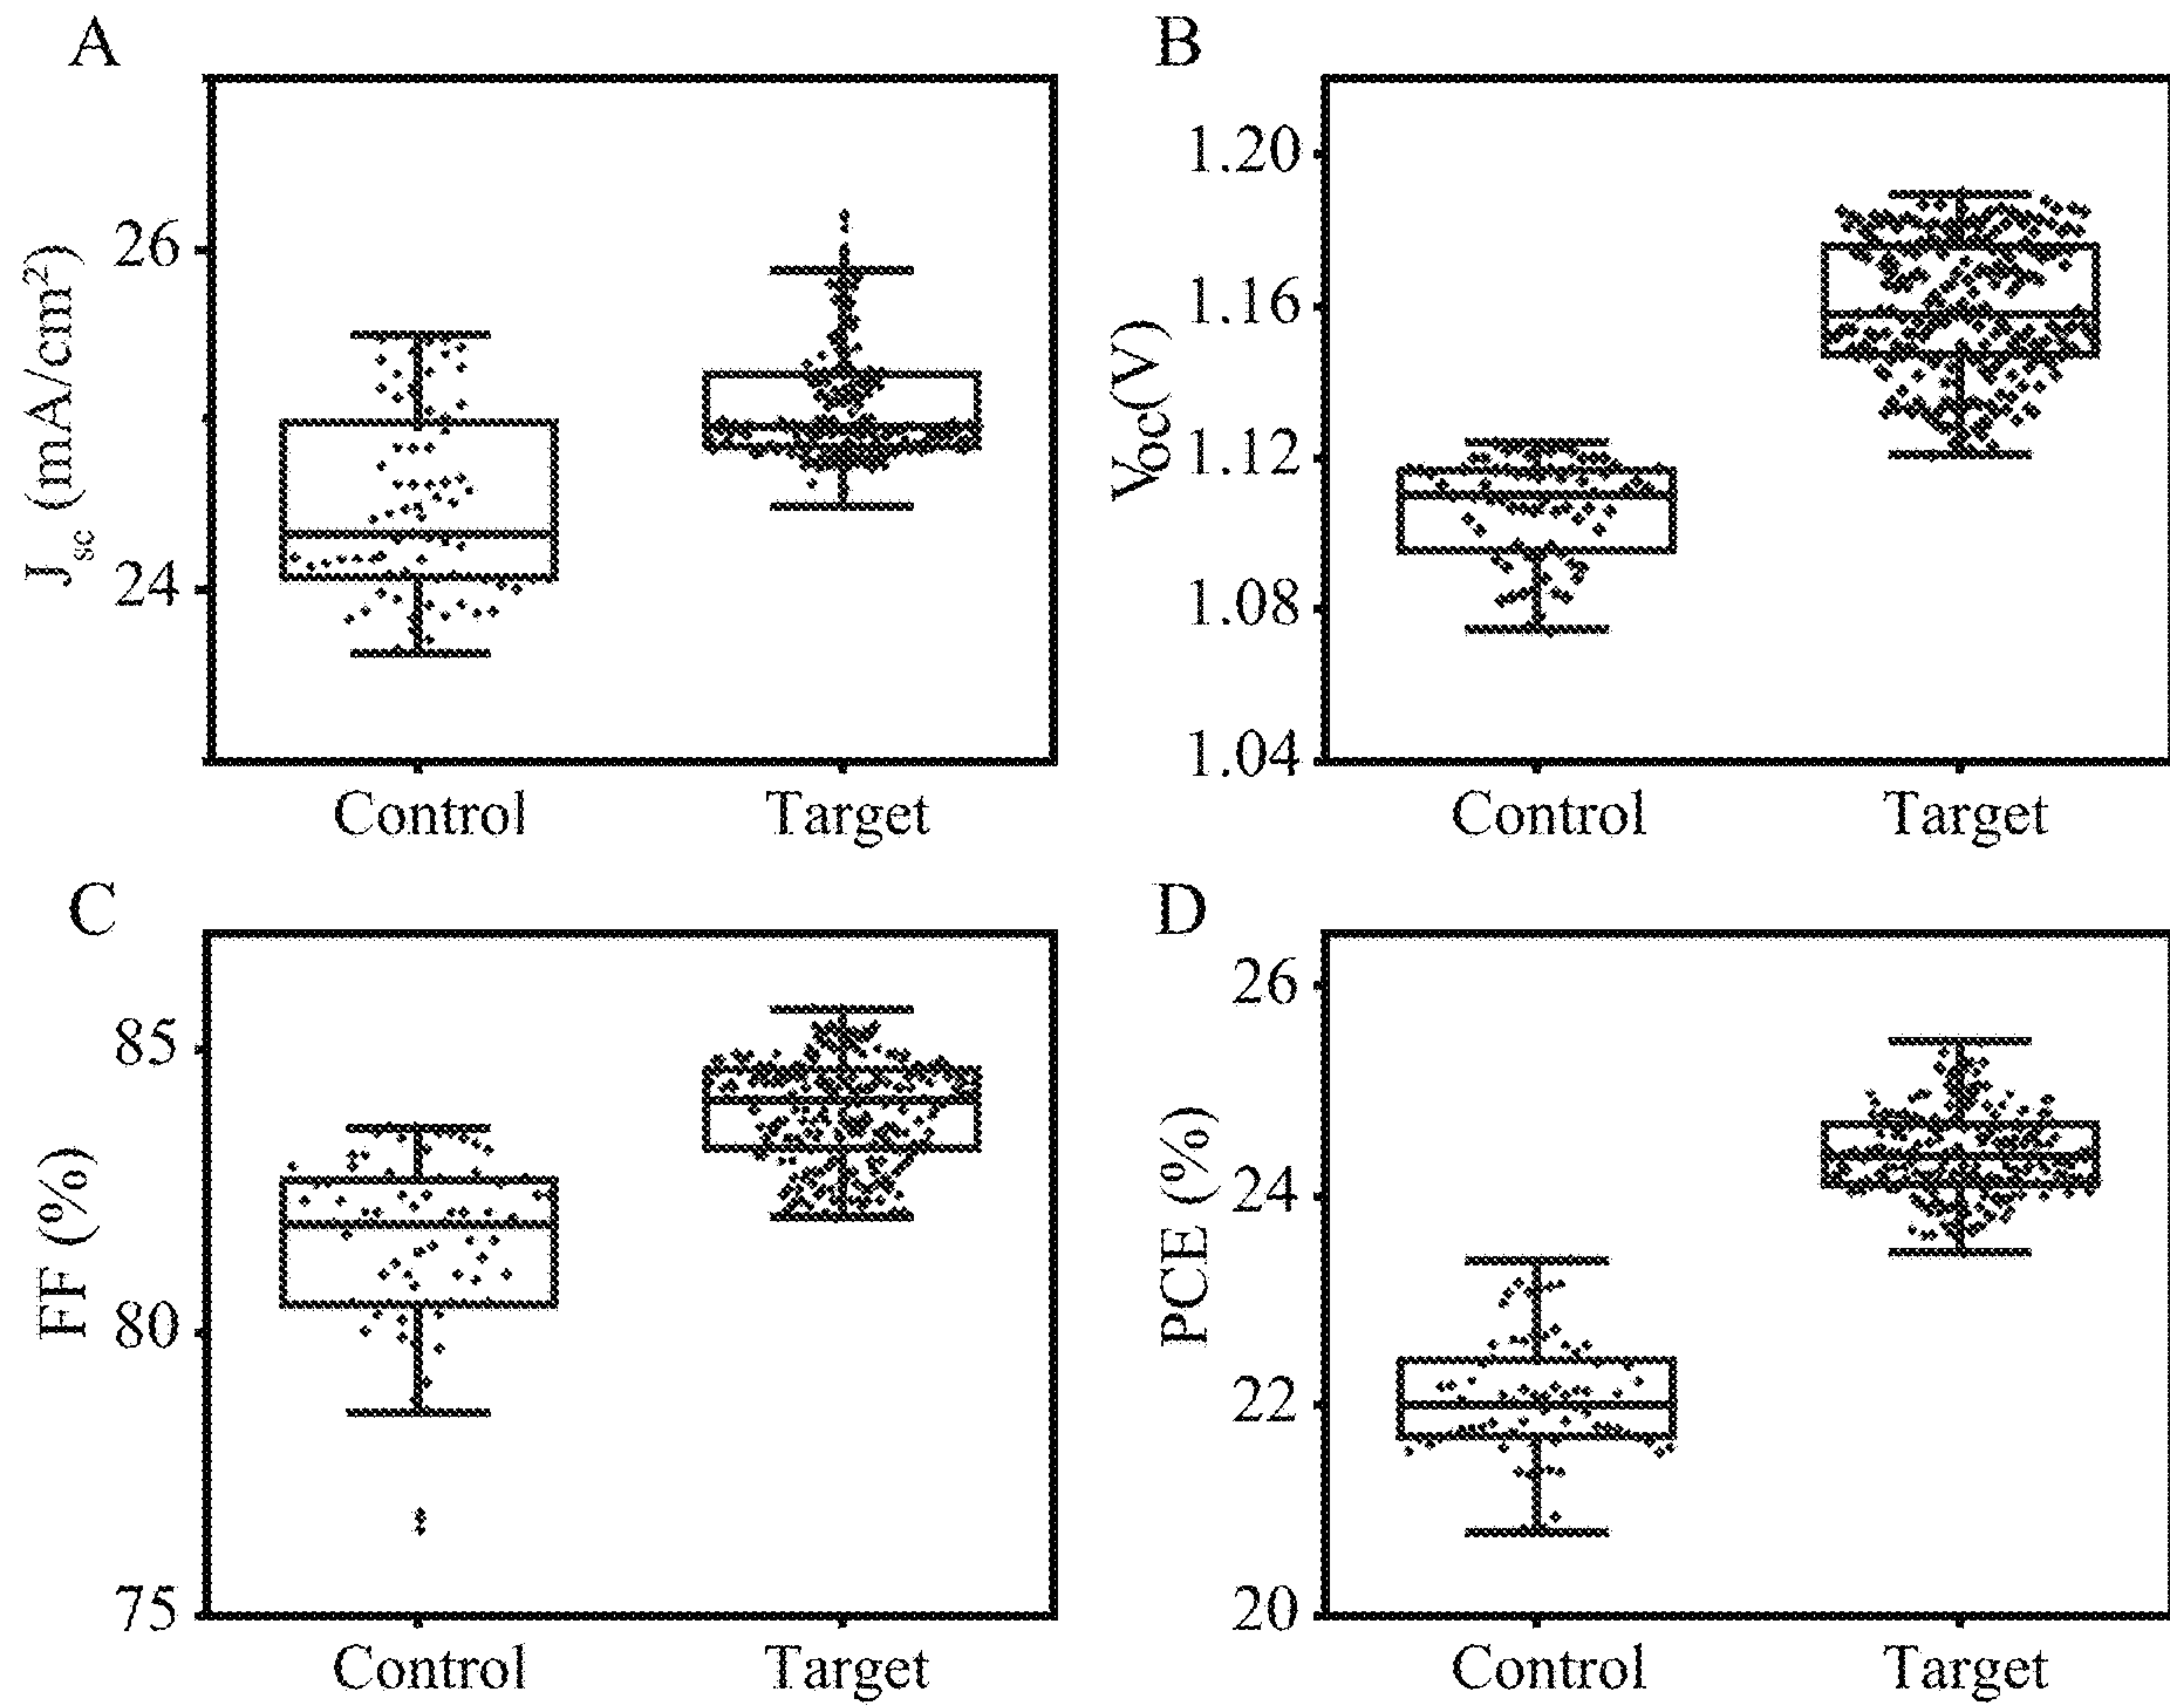 A
J_sc (mA/cm²)
26
24
Control Target
B
Voc(V)
1.20
1.16
1.12
1.08
1.04
Control Target
C
FF (%)
85
80
75
Control Target
D
PCE (%)
26
24
22
20
Control Target